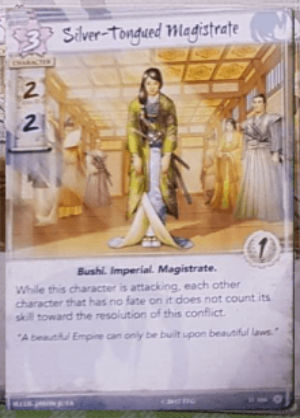 3
Silver-Tongued Magistrate
CHARACTER
2
2
1
Bushi. Imperial. Magistrate.
While this character is attacking, each other
character that has no fate on it does not count its
skill toward the resolution of this conflict.
"A beautiful Empire can only be built upon beautiful laws."
© 2017 FFG